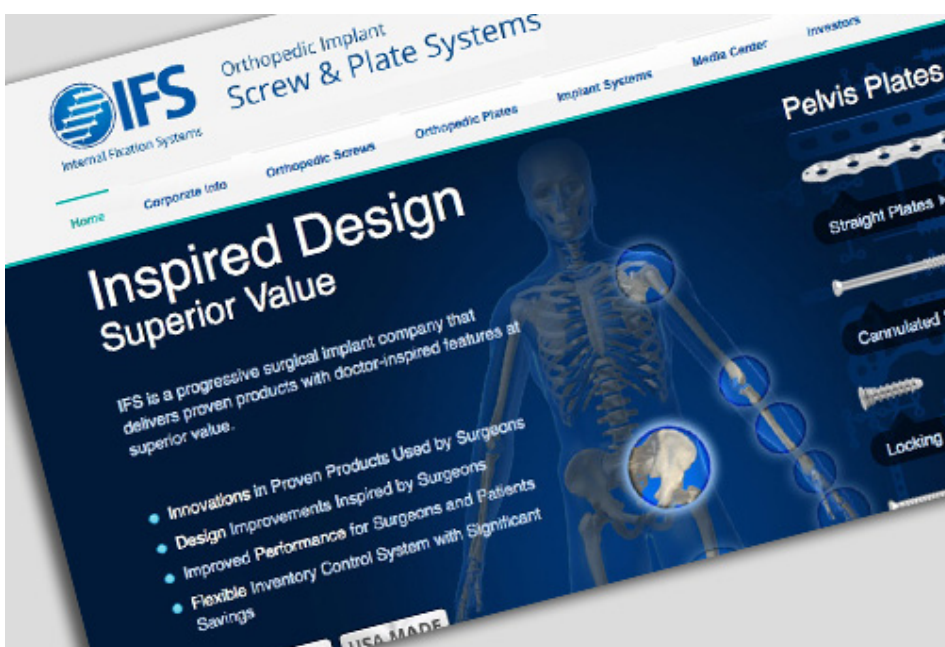 IFS
Internal Fixation Systems
Orthopedic Implant
Screw & Plate Systems
Home
Corporate Info
Orthopedic Screws
Orthopedic Plates
Implant Systems
Media Center
Investors
Inspired Design
Superior Value
IFS is a progressive surgical implant company that
delivers proven products with doctor-inspired features at
superior value.
Innovations in Proven Products Used by Surgeons
Design Improvements Inspired by Surgeons
Improved Performance for Surgeons and Patients
Flexible Inventory Control System with Significant
Savings
USA MADE
Pelvis Plates
Straight Plates
Cannulated
Locking